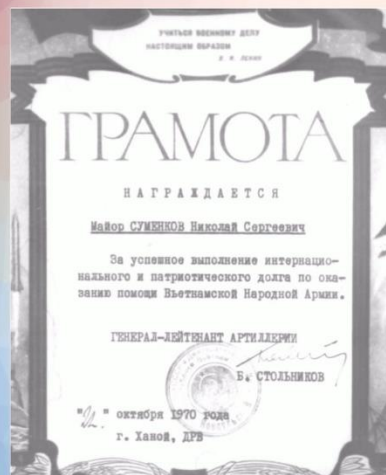 УЧИТЬСЯ ВОЕННОМУ ДЕЛУ
НАСТОЯЩИМ ОБРАЗОМ
В. И. ЛЕНИН
ГРАМОТА
НАГРАЖДАЕТСЯ
Майор СУМЕНКОВ Николай Сергеевич
За успешное выполнение интернацио-
нального и патриотического долга по ока-
занию помощи Вьетнамской Народной Армии.
ГЕНЕРАЛ-ЛЕЙТЕНАНТ АРТИЛЛЕРИИ
Б. СТОЛЬНИКОВ
" " октября 1970 года
г. Ханой, ДРВ